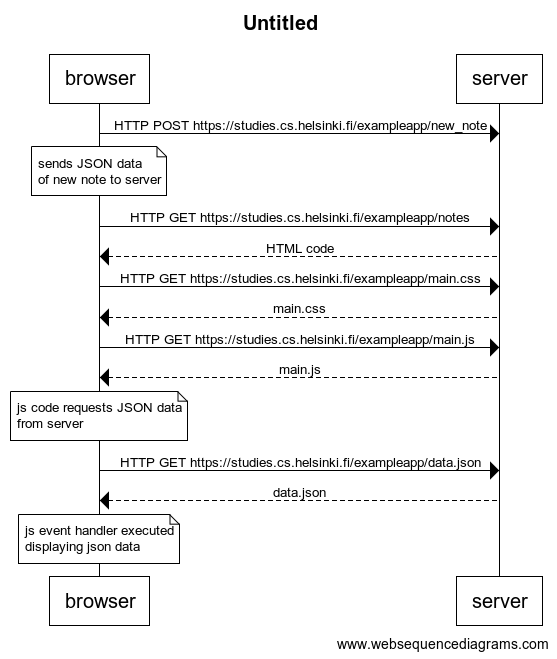 Untitled
browser server
HTTP POST https://studies.cs.helsinki.fi/exampleapp/new_note
sends JSON data
of new note to server
HTTP GET https://studies.cs.helsinki.fi/exampleapp/notes
HTML code
HTTP GET https://studies.cs.helsinki.fi/exampleapp/main.css
main.css
HTTP GET https://studies.cs.helsinki.fi/exampleapp/main.js
main.js
js code requests JSON data
from server
HTTP GET https://studies.cs.helsinki.fi/exampleapp/data.json
data.json
js event handler executed
displaying json data
browser server
www.websequencediagrams.com